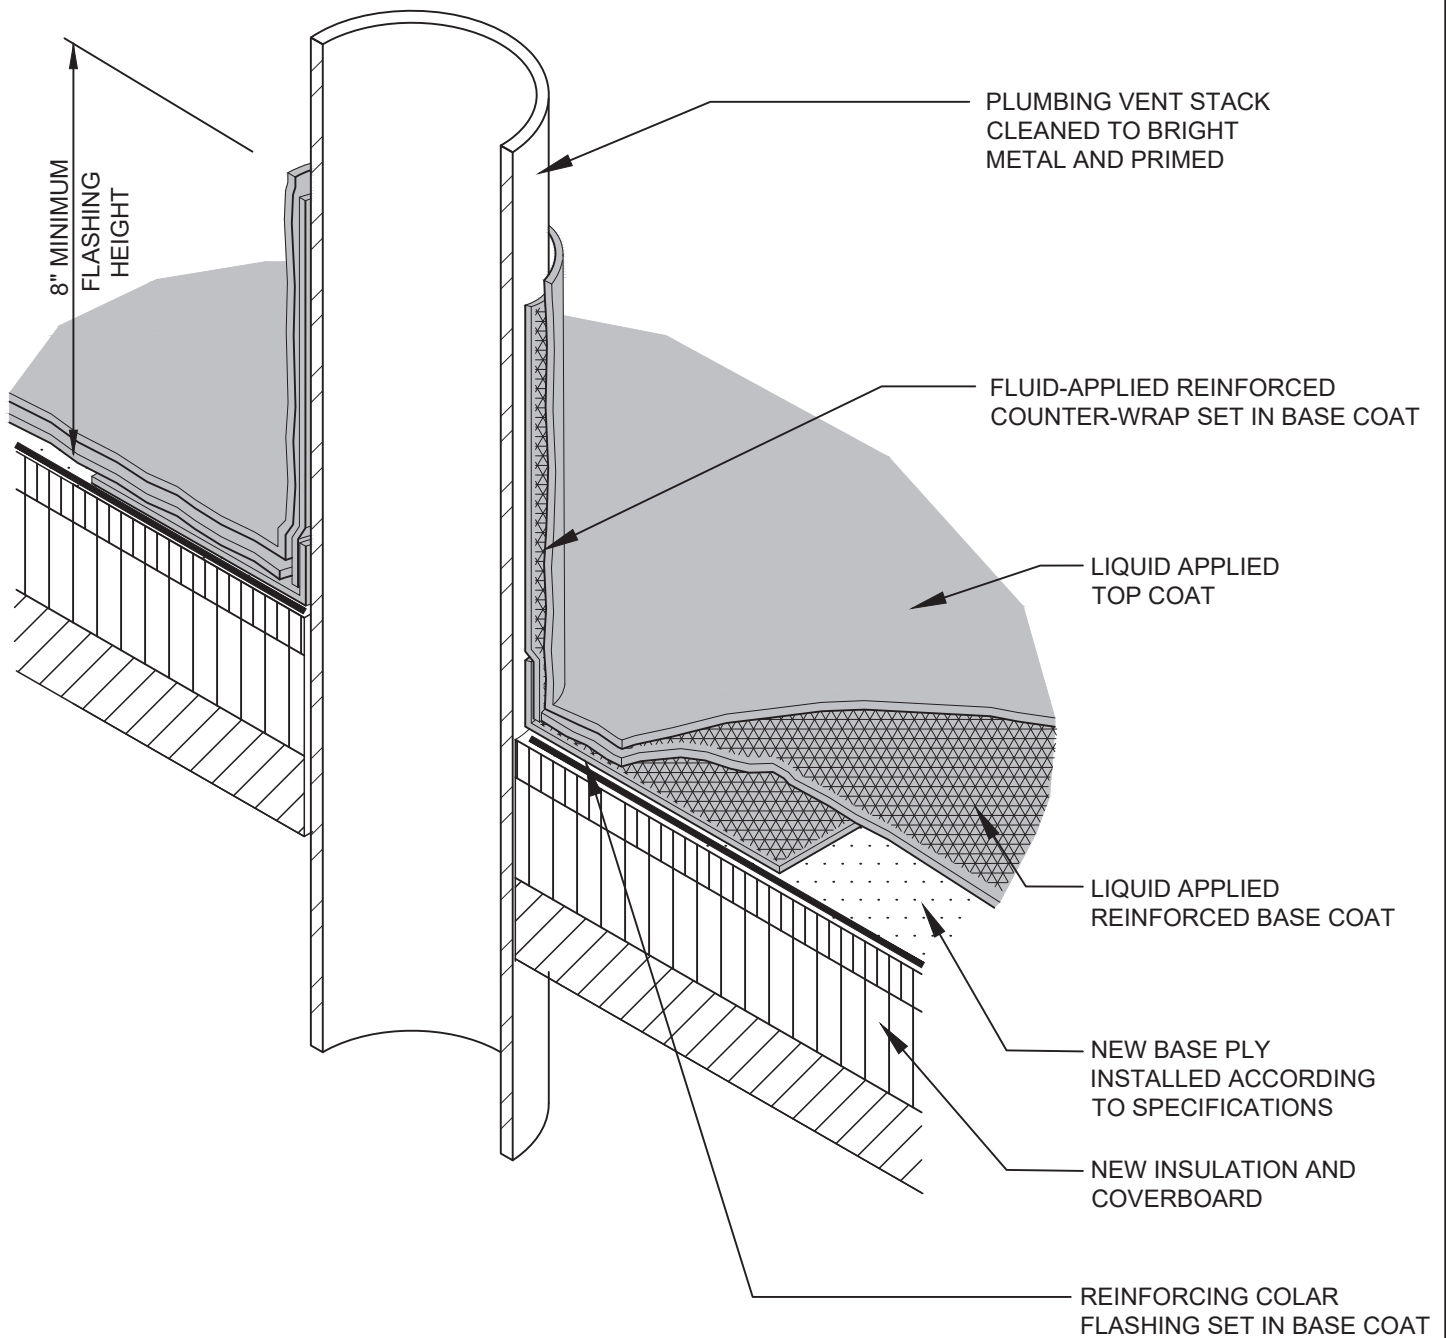 8" MINIMUM
FLASHING
HEIGHT
PLUMBING VENT STACK
CLEANED TO BRIGHT
METAL AND PRIMED
FLUID-APPLIED REINFORCED
COUNTER-WRAP SET IN BASE COAT
LIQUID APPLIED
TOP COAT
LIQUID APPLIED
REINFORCED BASE COAT
NEW BASE PLY
INSTALLED ACCORDING
TO SPECIFICATIONS
NEW INSULATION AND
COVERBOARD
REINFORCING COLAR
FLASHING SET IN BASE COAT